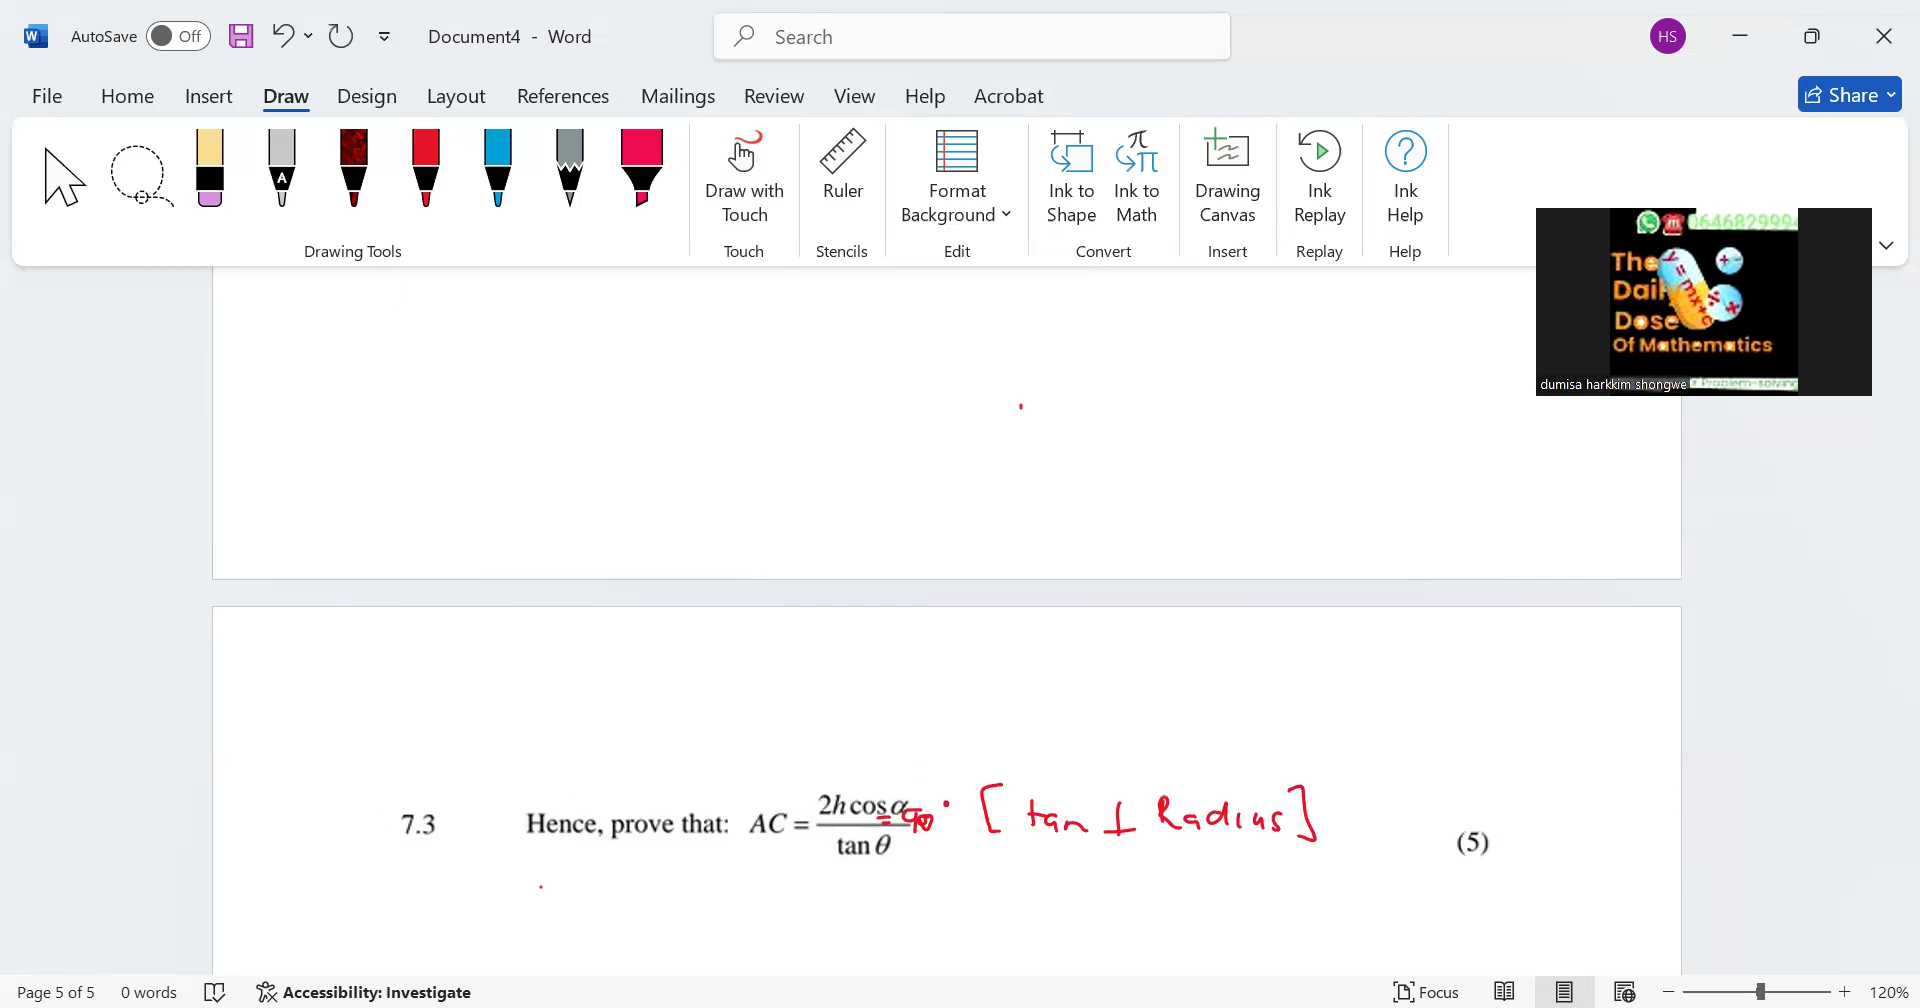 AutoSave Off Document4 - Word Search HS
File Home Insert Draw Design Layout References Mailings Review View Help Acrobat Share
A
Draw with Touch Ruler Format Background Ink to Shape Ink to Math Drawing Canvas Ink Replay Ink Help
Drawing Tools Touch Stencils Edit Convert Insert Replay Help
0646829994
The
Daily
Dose
Of Mathematics
y=mx+c
dumisa harkkim shongwe
7.3 Hence, prove that: AC = 2h cos α / tan θ (5)
= 90° [tan ⊥ Radius]
Page 5 of 5 0 words Accessibility: Investigate Focus 120%